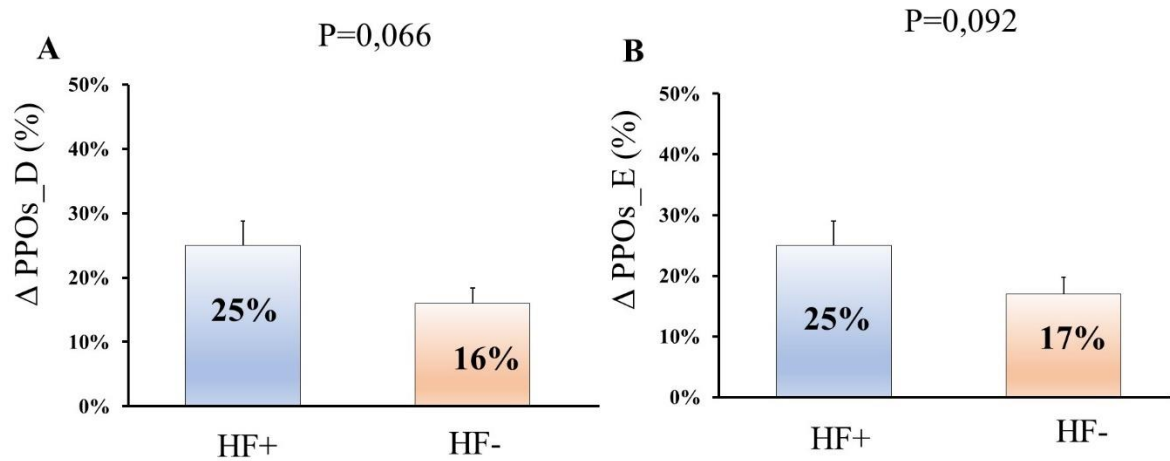 A
P=0,066
Δ PPOs_D (%)
50%
40%
30%
20%
10%
0%
25%
16%
HF+
HF-
B
P=0,092
Δ PPOs_E (%)
50%
40%
30%
20%
10%
0%
25%
17%
HF+
HF-